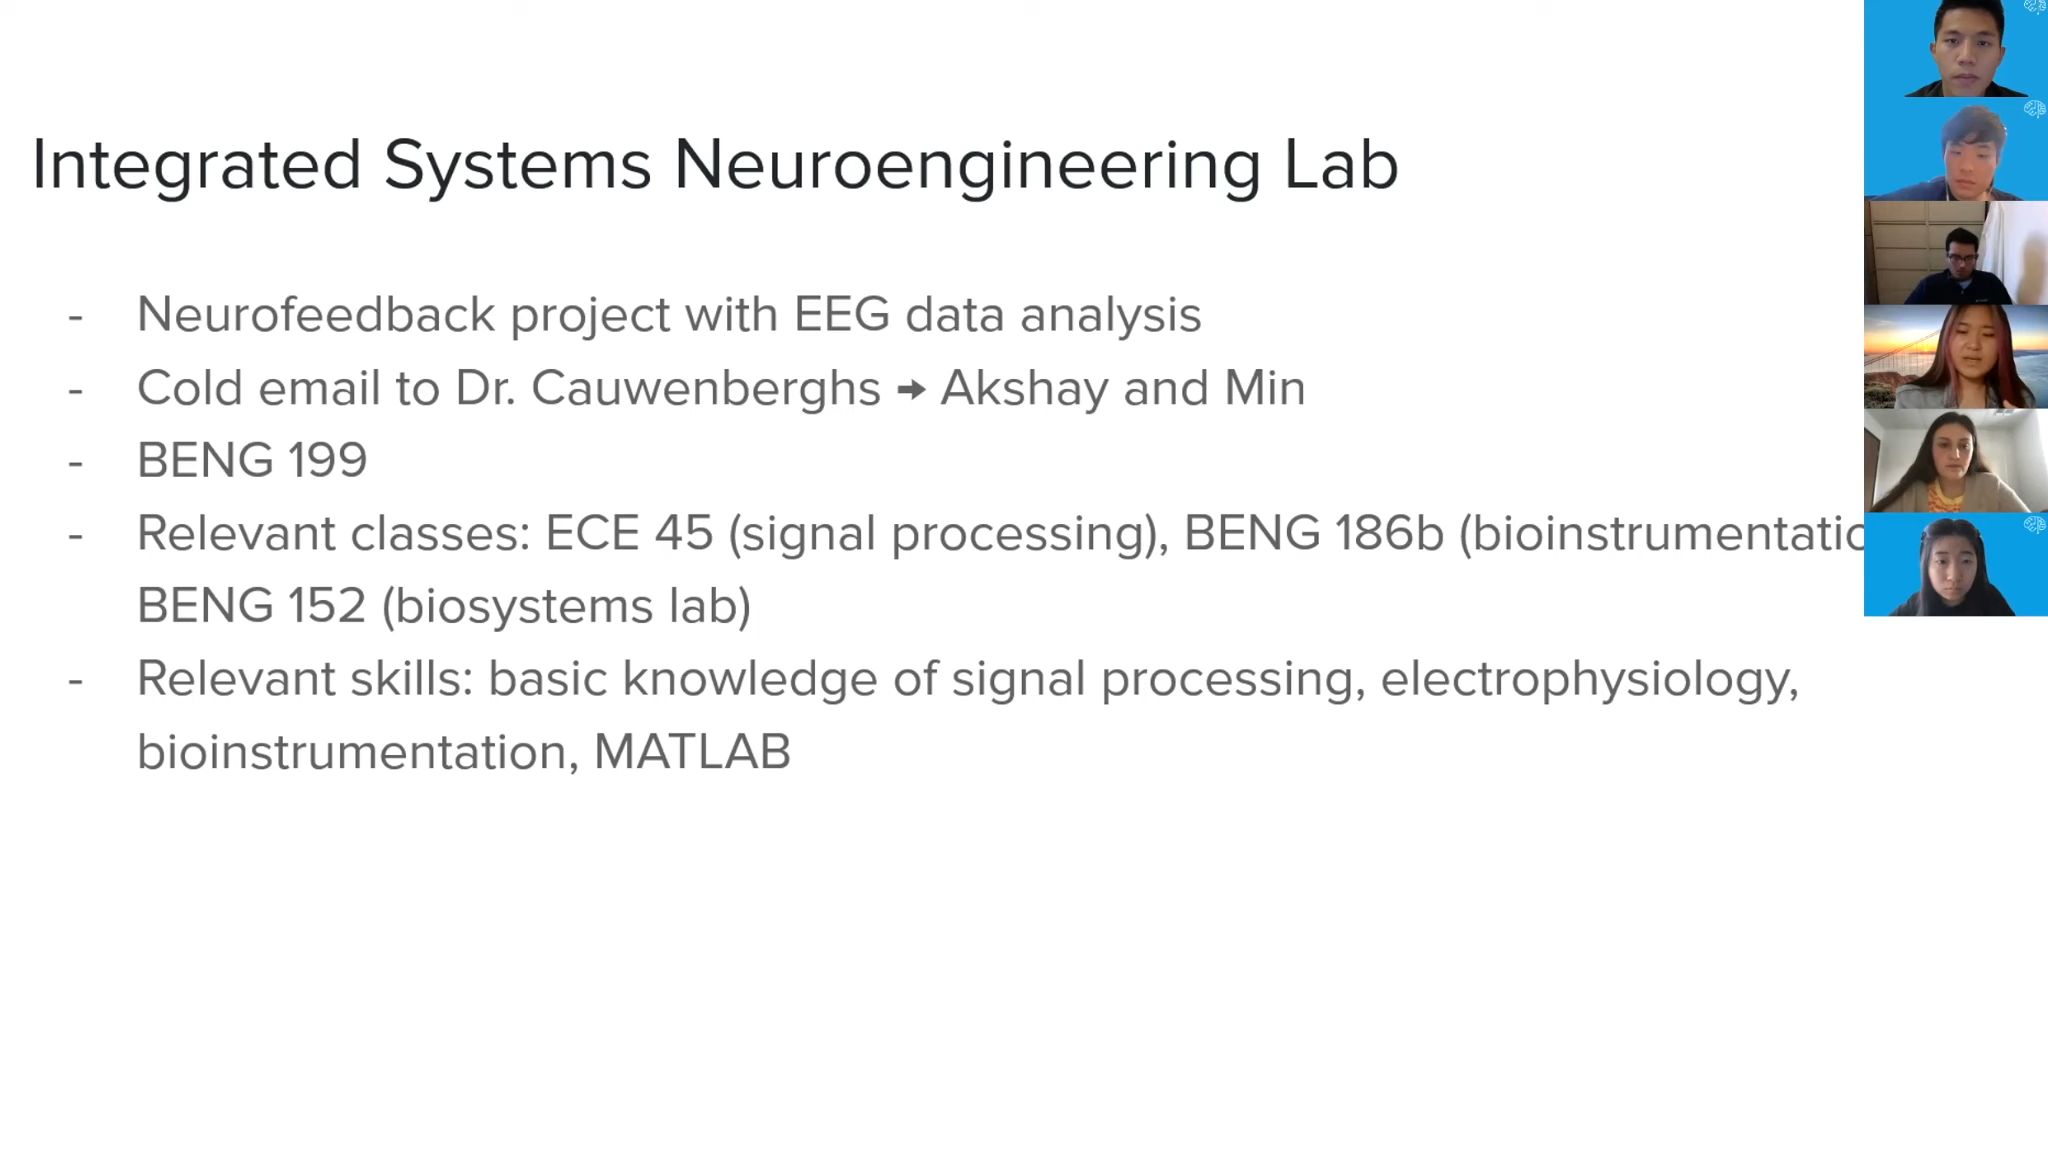 Integrated Systems Neuroengineering Lab
- Neurofeedback project with EEG data analysis
- Cold email to Dr. Cauwenberghs → Akshay and Min
- BENG 199
- Relevant classes: ECE 45 (signal processing), BENG 186b (bioinstrumentatio
BENG 152 (biosystems lab)
- Relevant skills: basic knowledge of signal processing, electrophysiology,
bioinstrumentation, MATLAB